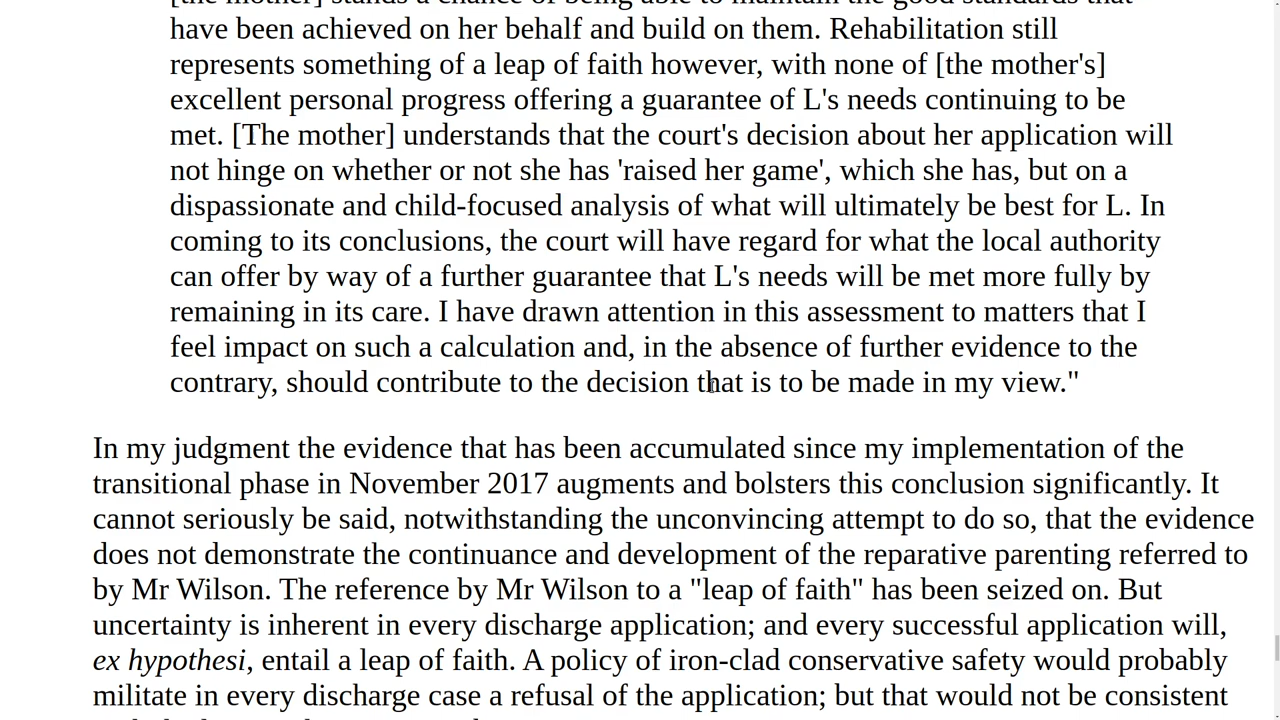 [the mother] stands a chance of being able to maintain the good standards that
have been achieved on her behalf and build on them. Rehabilitation still
represents something of a leap of faith however, with none of [the mother's]
excellent personal progress offering a guarantee of L's needs continuing to be
met. [The mother] understands that the court's decision about her application will
not hinge on whether or not she has 'raised her game', which she has, but on a
dispassionate and child-focused analysis of what will ultimately be best for L. In
coming to its conclusions, the court will have regard for what the local authority
can offer by way of a further guarantee that L's needs will be met more fully by
remaining in its care. I have drawn attention in this assessment to matters that I
feel impact on such a calculation and, in the absence of further evidence to the
contrary, should contribute to the decision that is to be made in my view."
In my judgment the evidence that has been accumulated since my implementation of the
transitional phase in November 2017 augments and bolsters this conclusion significantly. It
cannot seriously be said, notwithstanding the unconvincing attempt to do so, that the evidence
does not demonstrate the continuance and development of the reparative parenting referred to
by Mr Wilson. The reference by Mr Wilson to a "leap of faith" has been seized on. But
uncertainty is inherent in every discharge application; and every successful application will,
ex hypothesi, entail a leap of faith. A policy of iron-clad conservative safety would probably
militate in every discharge case a refusal of the application; but that would not be consistent